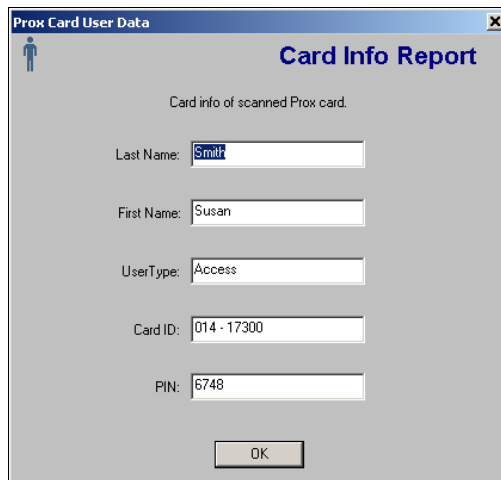 Prox Card User Data
Card Info Report
Card info of scanned Prox card.
Last Name: Smith
First Name: Susan
UserType: Access
Card ID: 014 - 17300
PIN: 6748
OK